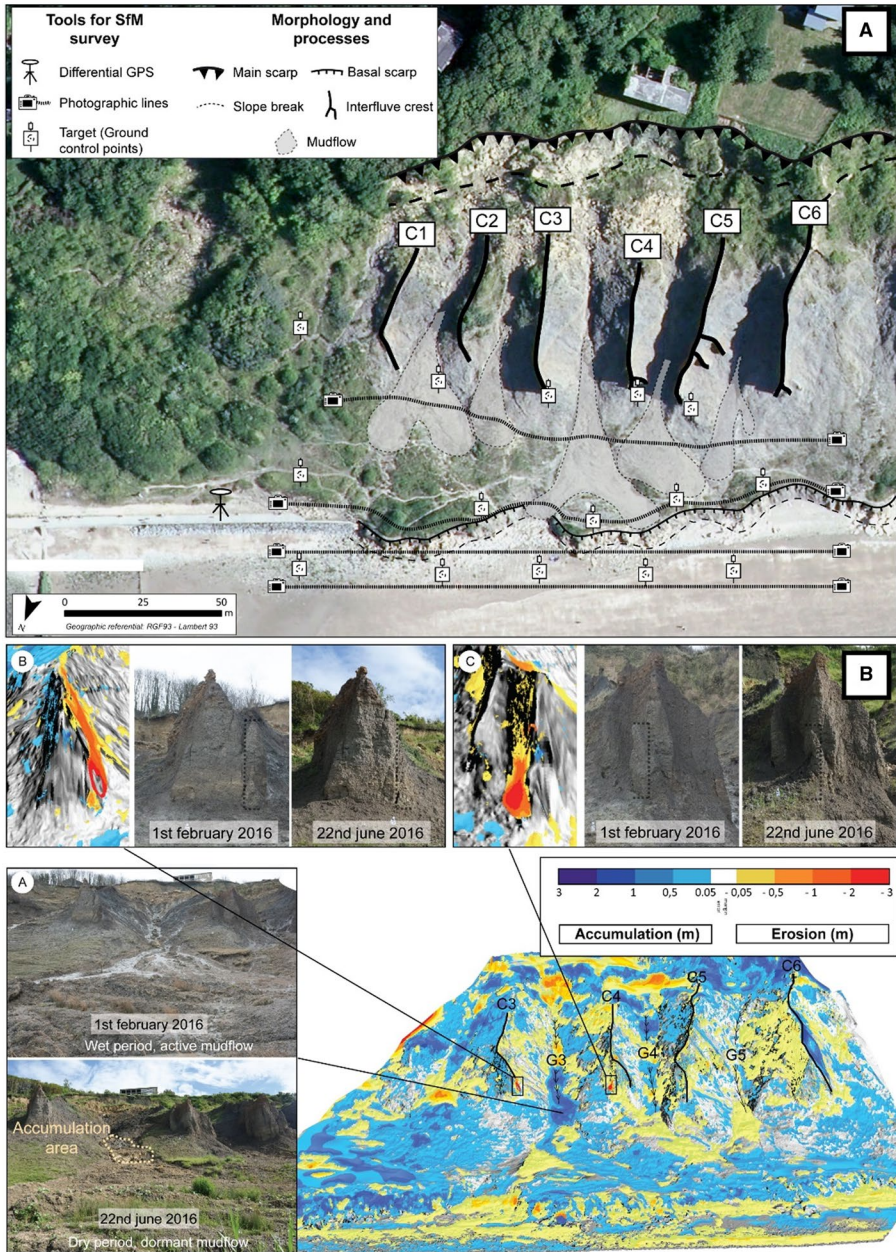 A
Tools for SfM
survey
Differential GPS
Photographic lines
Target (Ground
control points)
Morphology and
processes
Main scarp
Basal scarp
Slope break
Interfluve crest
Mudflow
C1
C2
C3
C4
C5
C6
N
0 25 50
m
Geographic referential: RGF93 - Lambert 93
B
B
1st february 2016
22nd june 2016
C
1st february 2016
22nd june 2016
A
1st february 2016
Wet period, active mudflow
Accumulation
area
22nd june 2016
Dry period, dormant mudflow
3 2 1 0,5 0.05 - 0,05 - 0,5 - 1 - 2 - 3
Accumulation (m)
Erosion (m)
C3
C4
C5
C6
G3
G4
G5